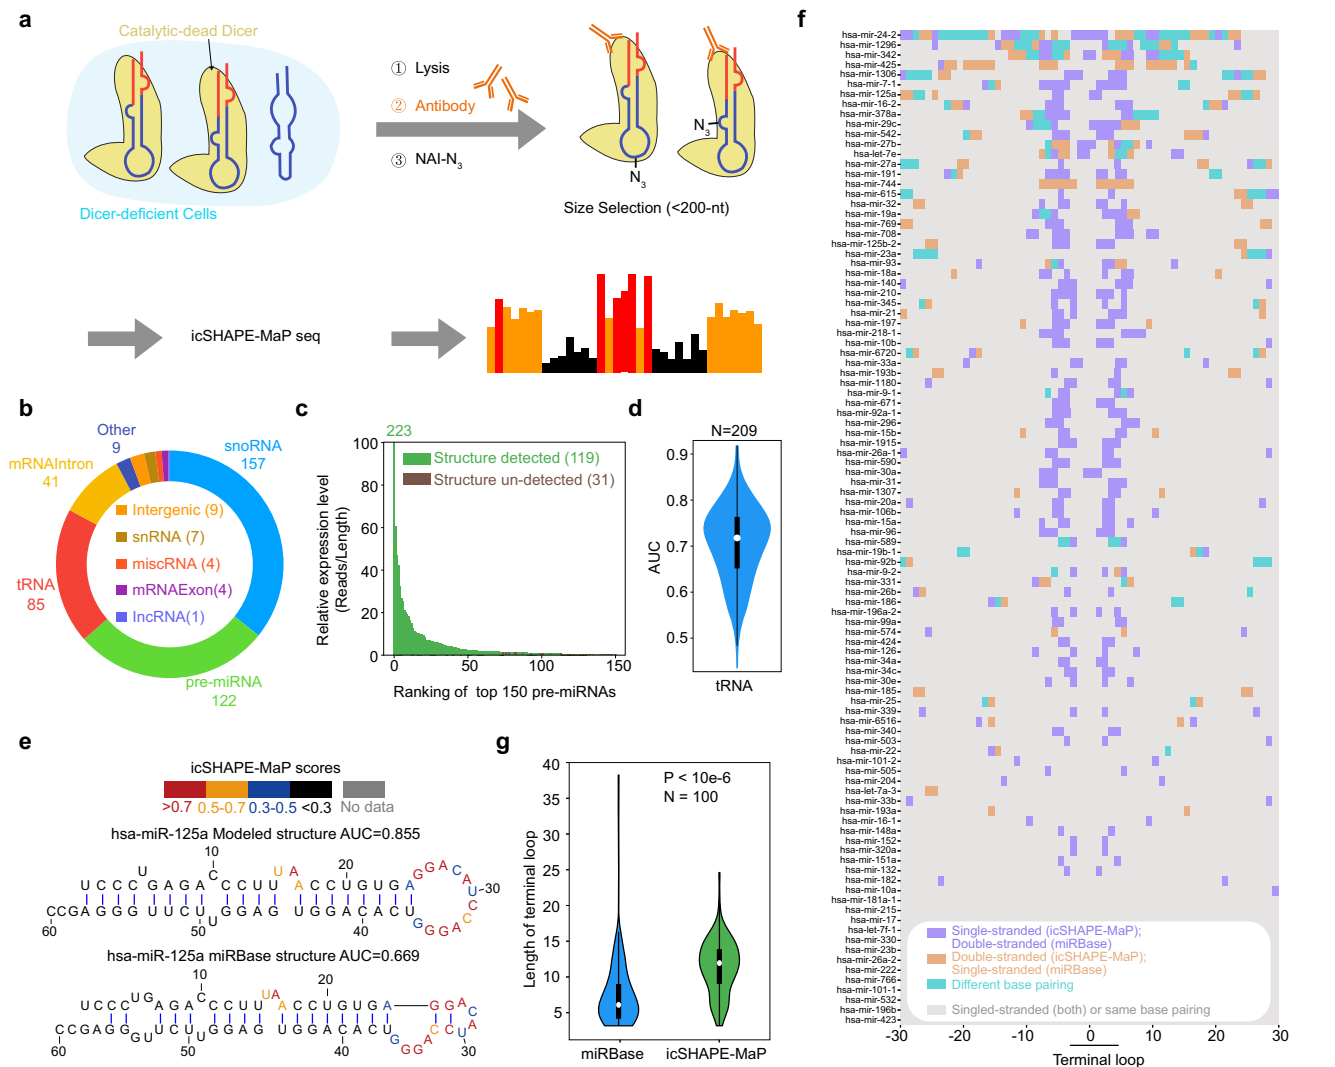 a
Catalytic-dead Dicer
Dicer-deficient Cells
① Lysis
② Antibody
③ NAI-N3
N3
N3
Size Selection (<200-nt)
icSHAPE-MaP seq
b
Other
9
snoRNA
157
mRNAIntron
41
tRNA
85
pre-miRNA
122
Intergenic (9)
snRNA (7)
miscRNA (4)
mRNAExon(4)
lncRNA(1)
c
223
Structure detected (119)
Structure un-detected (31)
Relative expression level
(Reads/Length)
100
80
60
40
20
0
0 50 100 150
Ranking of top 150 pre-miRNAs
d
N=209
AUC
0.9
0.8
0.7
0.6
0.5
tRNA
e
icSHAPE-MaP scores
>0.7 0.5-0.7 0.3-0.5 <0.3 No data
hsa-miR-125a Modeled structure AUC=0.855
10 20 30
60 50 40
hsa-miR-125a miRBase structure AUC=0.669
10 20
60 50 40 30
f
hsa-mir-24-2
hsa-mir-1296
hsa-mir-342
hsa-mir-425
hsa-mir-1306
hsa-mir-7-1
hsa-mir-125a
hsa-mir-16-2
hsa-mir-378a
hsa-mir-29c
hsa-mir-542
hsa-mir-27b
hsa-let-7e
hsa-mir-27a
hsa-mir-191
hsa-mir-744
hsa-mir-615
hsa-mir-32
hsa-mir-19a
hsa-mir-769
hsa-mir-708
hsa-mir-125b-2
hsa-mir-23a
hsa-mir-93
hsa-mir-18a
hsa-mir-140
hsa-mir-210
hsa-mir-345
hsa-mir-21
hsa-mir-197
hsa-mir-218-1
hsa-mir-10b
hsa-mir-6720
hsa-mir-33a
hsa-mir-193b
hsa-mir-1180
hsa-mir-9-1
hsa-mir-671
hsa-mir-92a-1
hsa-mir-296
hsa-mir-15b
hsa-mir-1915
hsa-mir-26a-1
hsa-mir-590
hsa-mir-30a
hsa-mir-31
hsa-mir-1307
hsa-mir-20a
hsa-mir-106b
hsa-mir-15a
hsa-mir-96
hsa-mir-589
hsa-mir-19b-1
hsa-mir-92b
hsa-mir-9-2
hsa-mir-331
hsa-mir-26b
hsa-mir-186
hsa-mir-196a-2
hsa-mir-99a
hsa-mir-574
hsa-mir-424
hsa-mir-126
hsa-mir-34a
hsa-mir-34c
hsa-mir-30e
hsa-mir-185
hsa-mir-25
hsa-mir-339
hsa-mir-6516
hsa-mir-340
hsa-mir-503
hsa-mir-22
hsa-mir-101-2
hsa-mir-505
hsa-mir-204
hsa-let-7a-3
hsa-mir-33b
hsa-mir-193a
hsa-mir-16-1
hsa-mir-148a
hsa-mir-152
hsa-mir-320a
hsa-mir-151a
hsa-mir-132
hsa-mir-182
hsa-mir-10a
hsa-mir-181a-1
hsa-mir-215
hsa-mir-17
hsa-let-7f-1
hsa-mir-330
hsa-mir-23b
hsa-mir-26a-2
hsa-mir-222
hsa-mir-766
hsa-mir-101-1
hsa-mir-532
hsa-mir-196b
hsa-mir-423
Single-stranded (icSHAPE-MaP);
Double-stranded (miRBase)
Double-stranded (icSHAPE-MaP);
Single-stranded (miRBase)
Different base pairing
Singled-stranded (both) or same base pairing
-30 -20 -10 0 10 20 30
Terminal loop
g
P < 10e-6
N = 100
Length of terminal loop
40
35
30
25
20
15
10
5
miRBase icSHAPE-MaP